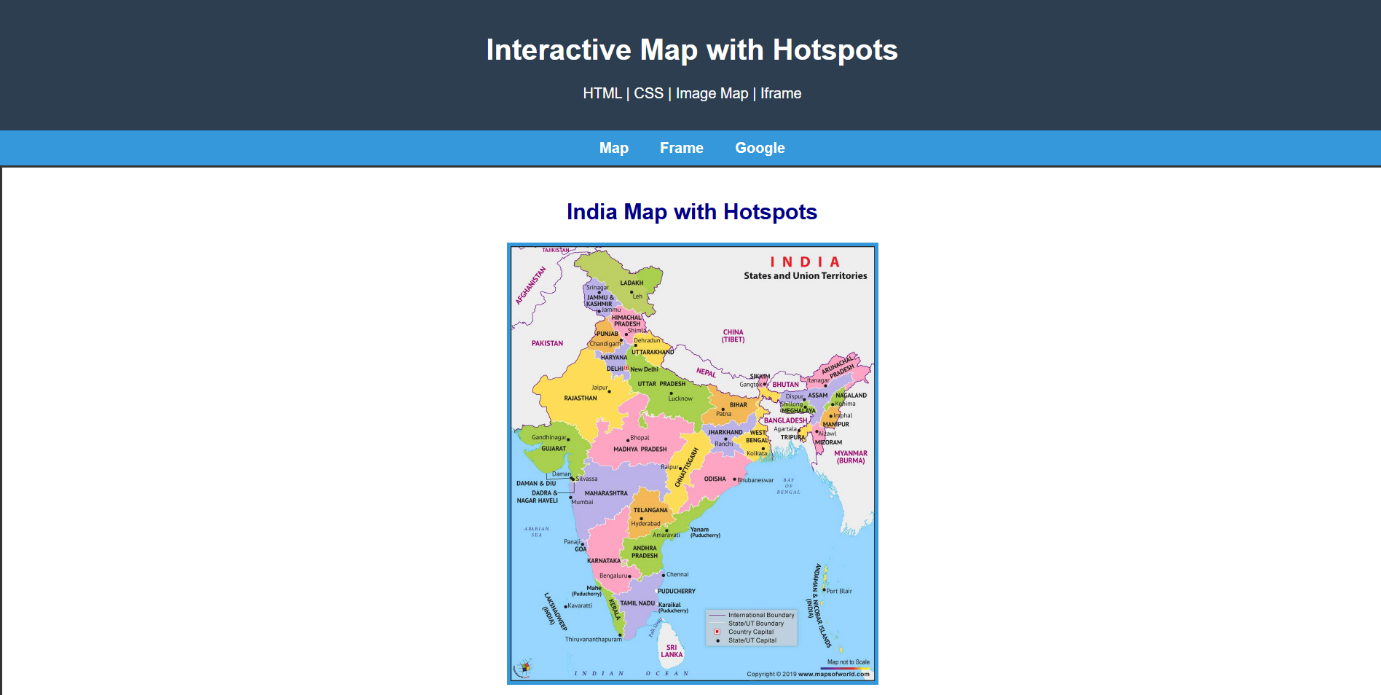 Interactive Map with Hotspots
HTML | CSS | Image Map | Iframe
Map Frame Google
India Map with Hotspots
TAJIKISTAN
INDIA
States and Union Territories
AFGHANISTAN
LADAKH
Leh
Srinagar
JAMMU &
KASHMIR
Jammu
HIMACHAL
PRADESH
Shimla
PUNJAB
Chandigarh
Dehradun
UTTARAKHAND
CHINA
(TIBET)
PAKISTAN
HARYANA
DELHI
New Delhi
NEPAL
SIKKIM
Gangtok
BHUTAN
ARUNACHAL
PRADESH
Itanagar
Jaipur
RAJASTHAN
UTTAR PRADESH
Lucknow
BIHAR
Patna
Dispur
ASSAM
NAGALAND
Kohima
Shillong
MEGHALAYA
Imphal
MANIPUR
BANGLADESH
Agartala
TRIPURA
Aizawl
MIZORAM
MYANMAR
(BURMA)
Gandhinagar
GUJARAT
Bhopal
MADHYA PRADESH
JHARKHAND
Ranchi
WEST
BENGAL
Kolkata
Raipur
CHHATTISGARH
ODISHA
Bhubaneswar
BAY
OF
BENGAL
Daman
Silvassa
DAMAN & DIU
DADRA &
NAGAR HAVELI
Mumbai
MAHARASHTRA
TELANGANA
Hyderabad
Amaravati
Yanam
(Puducherry)
ARABIAN
SEA
Panaji
GOA
KARNATAKA
ANDHRA
PRADESH
Bengaluru
Chennai
Mahe
(Puducherry)
PUDUCHERRY
KERALA
TAMIL NADU
Karaikal
(Puducherry)
LAKSHADWEEP
(INDIA)
Kavaratti
Thiruvananthapuram
SRI
LANKA
ANDAMAN & NICOBAR ISLANDS
(INDIA)
Port Blair
International Boundary
State/UT Boundary
Country Capital
State/UT Capital
Map not to Scale
INDIAN OCEAN
Copyright © 2019 www.mapsofworld.com